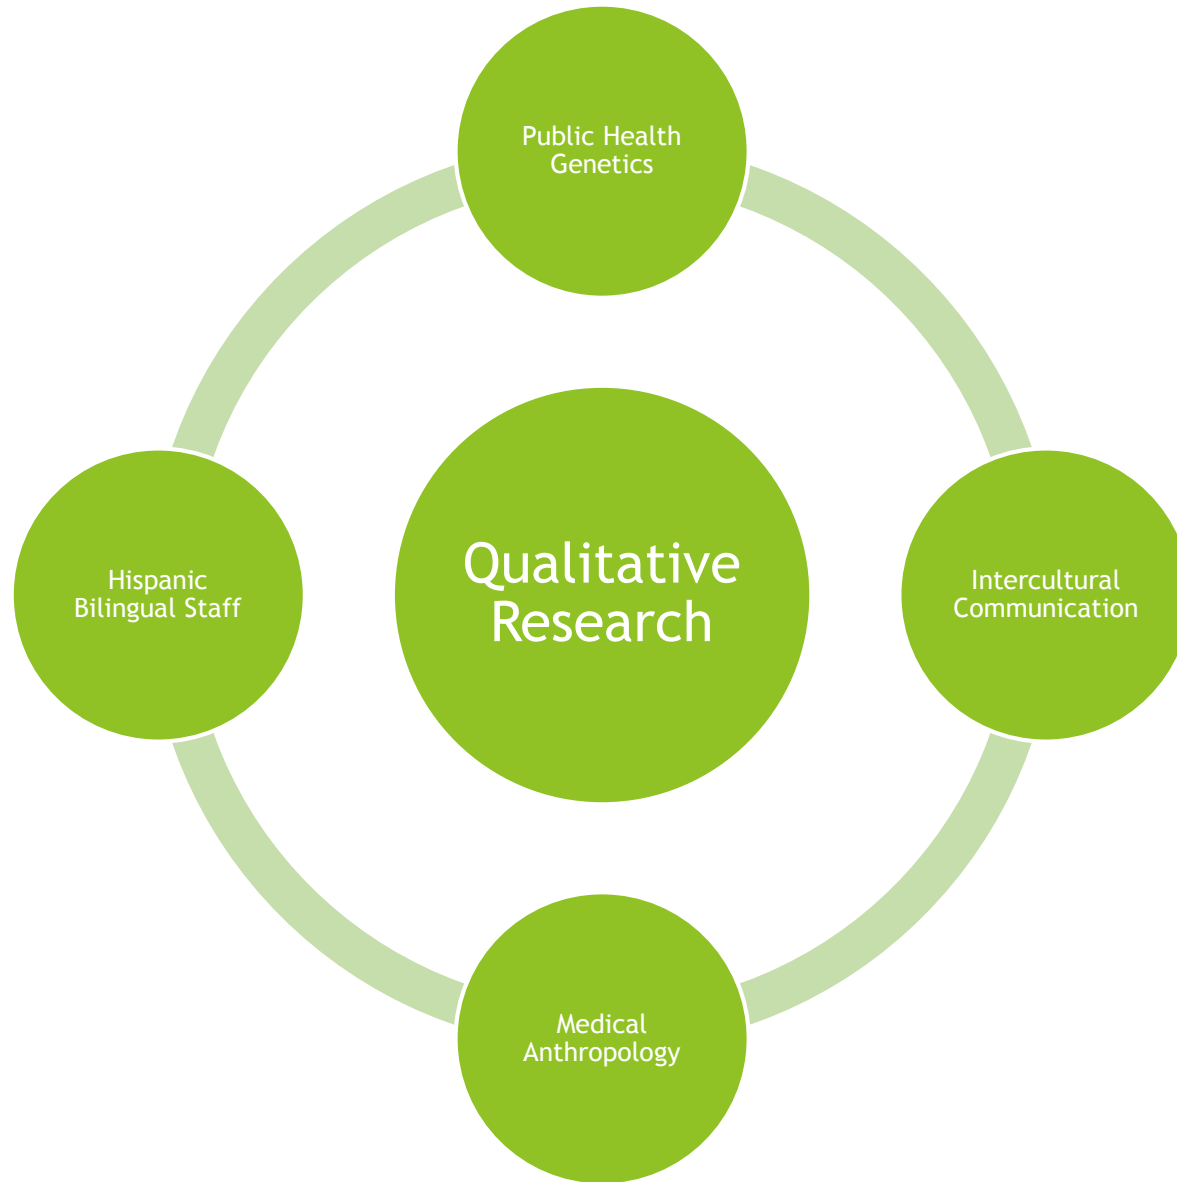 Public Health
Genetics
Hispanic
Bilingual Staff
Qualitative
Research
Intercultural
Communication
Medical
Anthropology